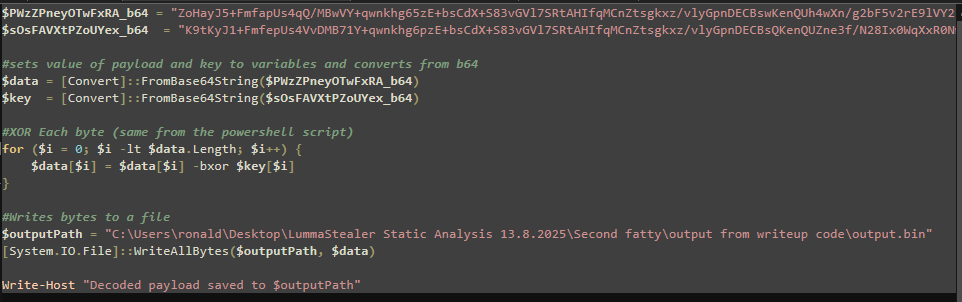 $PWzZPneyOTwFxRA_b64 = "ZoHayJ5+FmfapUs4qQ/MBwVY+qwnkhg65zE+bsCdX+S83vGVl7SRtAHIfqMCnZtsgkxz/vlyGpnDECBswKenQUh4wXn/g2bF5v2rE9lVY2
$sOsFAVXtPZoUYex_b64  = "K9tKyJ1+FmfepUs4VvDMB71Y+qwnkhg6pzE+bsCdX+S83vGVl7SRtAHIfqMCnZtsgkxz/vlyGpnDECBsQKenQUZne3f/N28Ix0WqXxR0N
#sets value of payload and key to variables and converts from b64
$data = [Convert]::FromBase64String($PWzZPneyOTwFxRA_b64)
$key  = [Convert]::FromBase64String($sOsFAVXtPZoUYex_b64)
#XOR Each byte (same from the powershell script)
for ($i = 0; $i -lt $data.Length; $i++) {
    $data[$i] = $data[$i] -bxor $key[$i]
}
#Writes bytes to a file
$outputPath = "C:\Users\ronald\Desktop\LummaStealer Static Analysis 13.8.2025\Second fatty\output from writeup code\output.bin"
[System.IO.File]::WriteAllBytes($outputPath, $data)
Write-Host "Decoded payload saved to $outputPath"